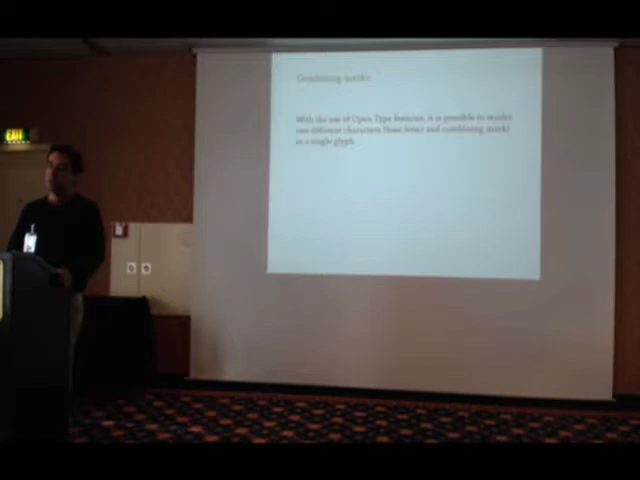 EXIT
Combining marks
With the use of Open Type features, it is possible to render
two different characters (base letter and combining mark)
as a single glyph.